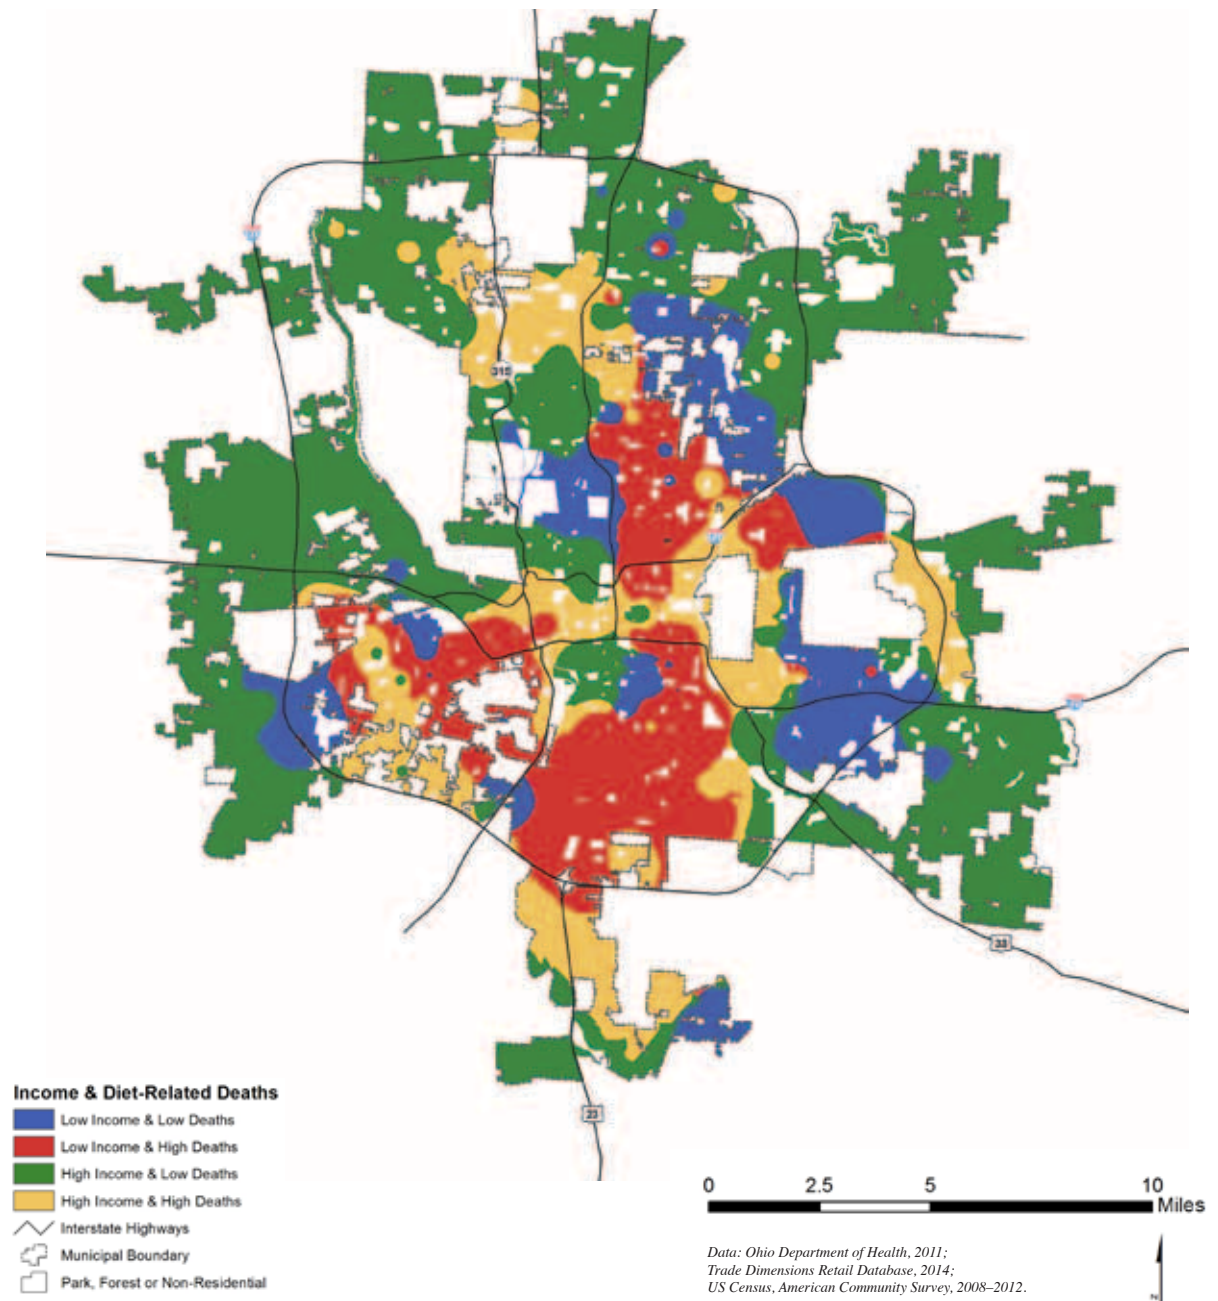 315
33
23
Income & Diet-Related Deaths
Low Income & Low Deaths
Low Income & High Deaths
High Income & Low Deaths
High Income & High Deaths
Interstate Highways
Municipal Boundary
Park, Forest or Non-Residential
0 2.5 5 10
Miles
Data: Ohio Department of Health, 2011;
Trade Dimensions Retail Database, 2014;
US Census, American Community Survey, 2008–2012.
N